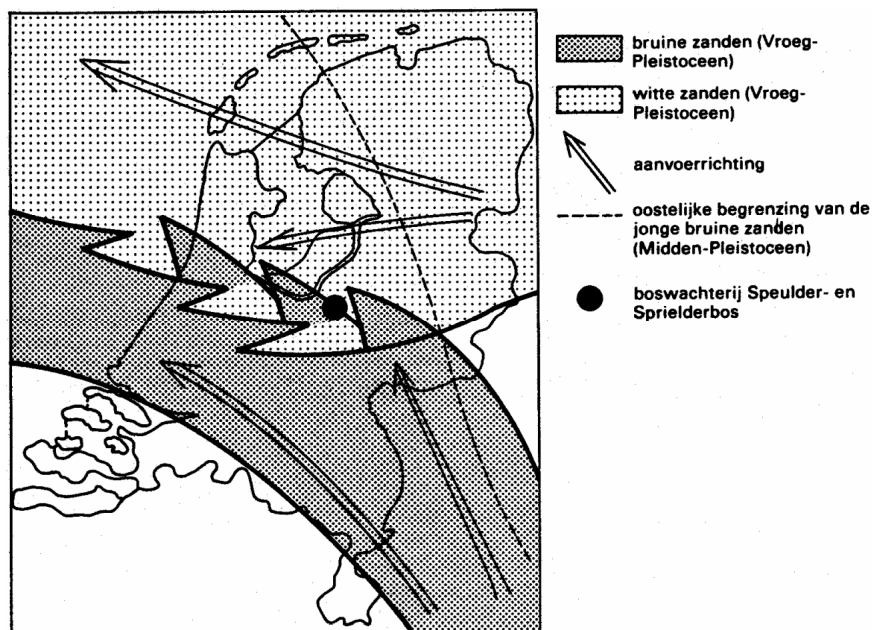 bruine zanden (Vroeg-
Pleistoceen)
witte zanden (Vroeg-
Pleistoceen)
aanvoerrichting
oostelijke begrenzing van de
jonge bruine zanden
(Midden-Pleistoceen)
boswachterij Speulder- en
Sprielderbos